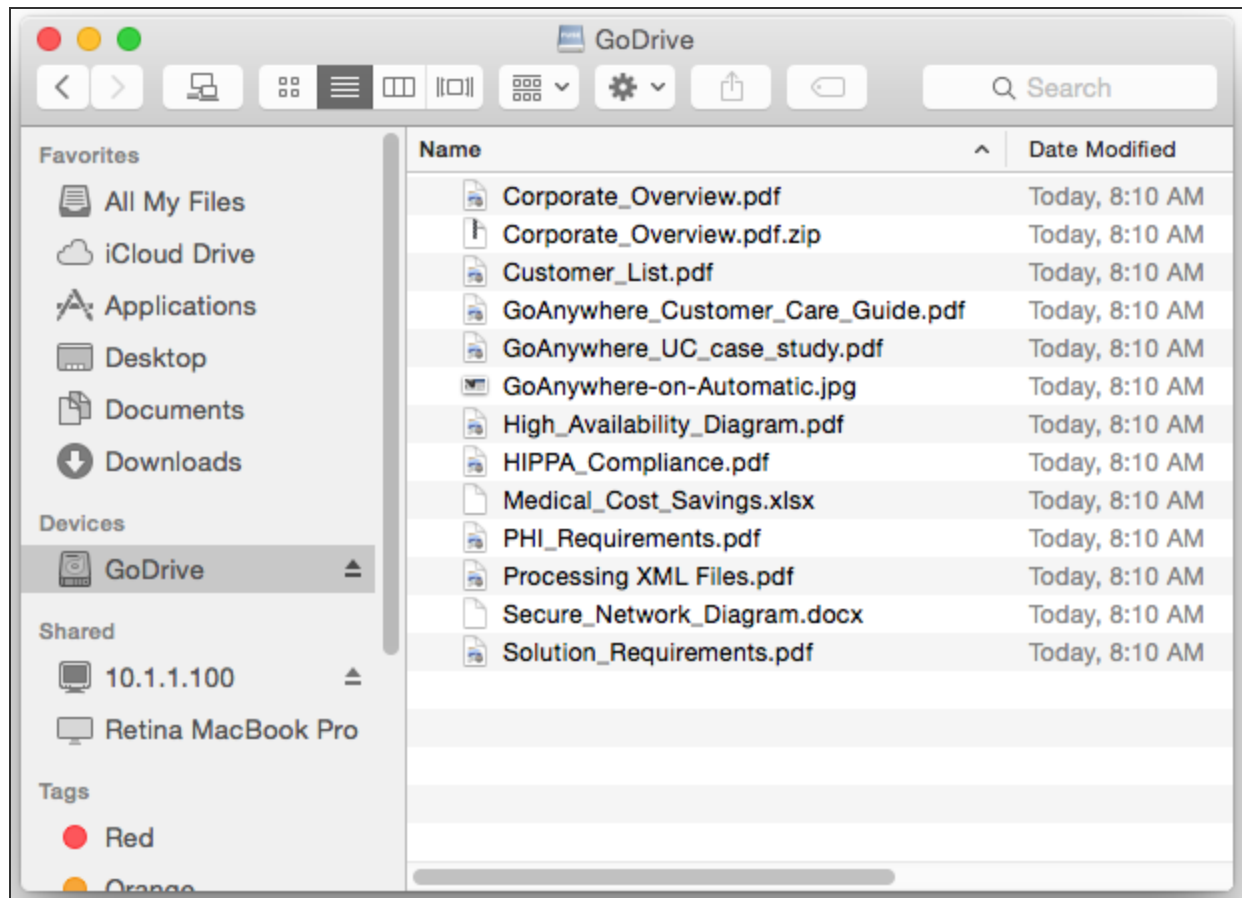 GoDrive
Search
Favorites
All My Files
iCloud Drive
Applications
Desktop
Documents
Downloads
Devices
GoDrive
Shared
10.1.1.100
Retina MacBook Pro
Tags
Red
Orange
Name Date Modified
Corporate_Overview.pdf Today, 8:10 AM
Corporate_Overview.pdf.zip Today, 8:10 AM
Customer_List.pdf Today, 8:10 AM
GoAnywhere_Customer_Care_Guide.pdf Today, 8:10 AM
GoAnywhere_UC_case_study.pdf Today, 8:10 AM
GoAnywhere-on-Automatic.jpg Today, 8:10 AM
High_Availability_Diagram.pdf Today, 8:10 AM
HIPPA_Compliance.pdf Today, 8:10 AM
Medical_Cost_Savings.xlsx Today, 8:10 AM
PHI_Requirements.pdf Today, 8:10 AM
Processing XML Files.pdf Today, 8:10 AM
Secure_Network_Diagram.docx Today, 8:10 AM
Solution_Requirements.pdf Today, 8:10 AM